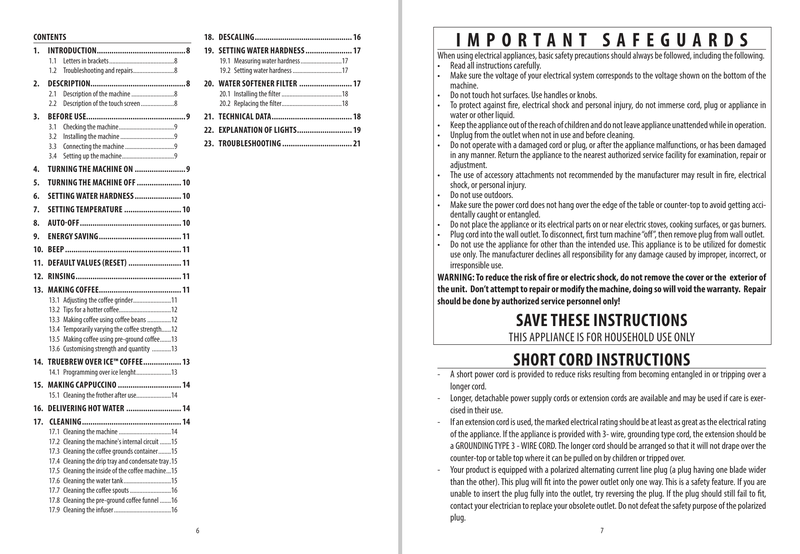 CONTENTS
1. INTRODUCTION..........................................8
1.1 Letters in brackets..........................................8
1.2 Troubleshooting and repairs.......................8
2. DESCRIPTION............................................8
2.1 Description of the machine ........................8
2.2 Description of the touch screen ..................8
3. BEFORE USE..............................................9
3.1 Checking the machine................................9
3.2 Installing the machine ...............................9
3.3 Connecting the machine ............................9
3.4 Setting up the machine..............................9
4. TURNING THE MACHINE ON .......................9
5. TURNING THE MACHINE OFF ....................10
6. SETTING WATER HARDNESS.....................10
7. SETTING TEMPERATURE .........................10
8. AUTO-OFF.............................................10
9. ENERGY SAVING.....................................11
10. BEEP ..................................................11
11. DEFAULT VALUES (RESET) .......................11
12. RINSING...............................................11
13. MAKING COFFEE.....................................11
13.1 Adjusting the coffee grinder.......................11
13.2 Tips for a hotter coffee..............................12
13.3 Making coffee using coffee beans ...............12
13.4 Temporarily varying the coffee strength......12
13.5 Making coffee using pre-ground coffee.......13
13.6 Customising strength and quantity ............13
14. TRUEBREW OVER ICE™ COFFEE.................13
14.1 Programming over ice lenght.....................13
15. MAKING CAPPUCCINO ............................14
15.1 Cleaning the frother after use.....................14
16. DELIVERING HOT WATER ........................14
17. CLEANING.............................................14
17.1 Cleaning the machine ...............................14
17.2 Cleaning the machine's internal circuit .......15
17.3 Cleaning the coffee grounds container........15
17.4 Cleaning the drip tray and condensate tray.15
17.5 Cleaning the inside of the coffee machine...15
17.6 Cleaning the water tank............................15
17.7 Cleaning the coffee spouts ........................16
17.8 Cleaning the pre-ground coffee funnel .......16
17.9 Cleaning the infuser..................................16
18. DESCALING............................................16
19. SETTING WATER HARDNESS....................17
19.1 Measuring water hardness.........................17
19.2 Setting water hardness .............................17
20. WATER SOFTENER FILTER .......................17
20.1 Installing the filter ...................................18
20.2 Replacing the filter...................................18
21. TECHNICAL DATA...................................18
22. EXPLANATION OF LIGHTS........................19
23. TROUBLESHOOTING ...............................21
6
IMPORTANT SAFEGUARDS
When using electrical appliances, basic safety precautions should always be followed, including the following.
• Read all instructions carefully.
• Make sure the voltage of your electrical system corresponds to the voltage shown on the bottom of the
machine.
• Do not touch hot surfaces. Use handles or knobs.
• To protect against fire, electrical shock and personal injury, do not immerse cord, plug or appliance in
water or other liquid.
• Keep the appliance out of the reach of children and do not leave appliance unattended while in operation.
• Unplug from the outlet when not in use and before cleaning.
• Do not operate with a damaged cord or plug, or after the appliance malfunctions, or has been damaged
in any manner. Return the appliance to the nearest authorized service facility for examination, repair or
adjustment.
• The use of accessory attachments not recommended by the manufacturer may result in fire, electrical
shock, or personal injury.
• Do not use outdoors.
• Make sure the power cord does not hang over the edge of the table or counter-top to avoid getting acci-
dentally caught or entangled.
• Do not place the appliance or its electrical parts on or near electric stoves, cooking surfaces, or gas burners.
• Plug cord into the wall outlet. To disconnect, first turn machine "off", then remove plug from wall outlet.
• Do not use the appliance for other than the intended use. This appliance is to be utilized for domestic
use only. The manufacturer declines all responsibility for any damage caused by improper, incorrect, or
irresponsible use.
WARNING: To reduce the risk of fire or electric shock, do not remove the cover or the exterior of
the unit. Don't attempt to repair or modify the machine, doing so will void the warranty. Repair
should be done by authorized service personnel only!
SAVE THESE INSTRUCTIONS
THIS APPLIANCE IS FOR HOUSEHOLD USE ONLY
SHORT CORD INSTRUCTIONS
- A short power cord is provided to reduce risks resulting from becoming entangled in or tripping over a
longer cord.
- Longer, detachable power supply cords or extension cords are available and may be used if care is exer-
cised in their use.
- If an extension cord is used, the marked electrical rating should be at least as great as the electrical rating
of the appliance. If the appliance is provided with 3- wire, grounding type cord, the extension should be
a GROUNDING TYPE 3 - WIRE CORD. The longer cord should be arranged so that it will not drape over the
counter-top or table top where it can be pulled on by children or tripped over.
- Your product is equipped with a polarized alternating current line plug (a plug having one blade wider
than the other). This plug will fit into the power outlet only one way. This is a safety feature. If you are
unable to insert the plug fully into the outlet, try reversing the plug. If the plug should still fail to fit,
contact your electrician to replace your obsolete outlet. Do not defeat the safety purpose of the polarized
plug.
7